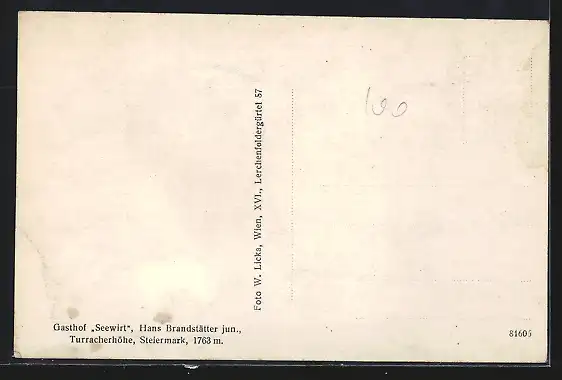 Gasthof „Seewirt“, Hans Brandstätter jun.,
Turracherhöhe, Steiermark, 1763 m.
Foto W. Licka, Wien, XVI., Lerchenfeldergürtel 57
100
81605